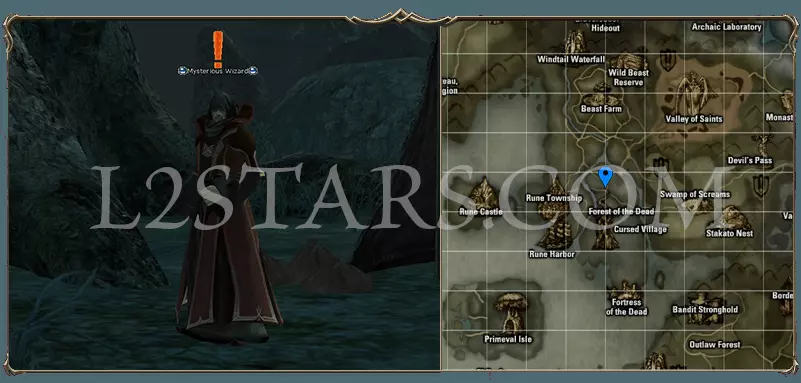 Mysterious Wizard
L2STARS.COM
Hideout
Archaic Laboratory
Windtail Waterfall
Wild Beast
Reserve
Beast Farm
Valley of Saints
Devil's Pass
Swamp of Screams
Rune Castle
Rune Township
Forest of the Dead
Cursed Village
Stakato Nest
Rune Harbor
Fortress
of the Dead
Bandit Stronghold
Primeval Isle
Outlaw Forest